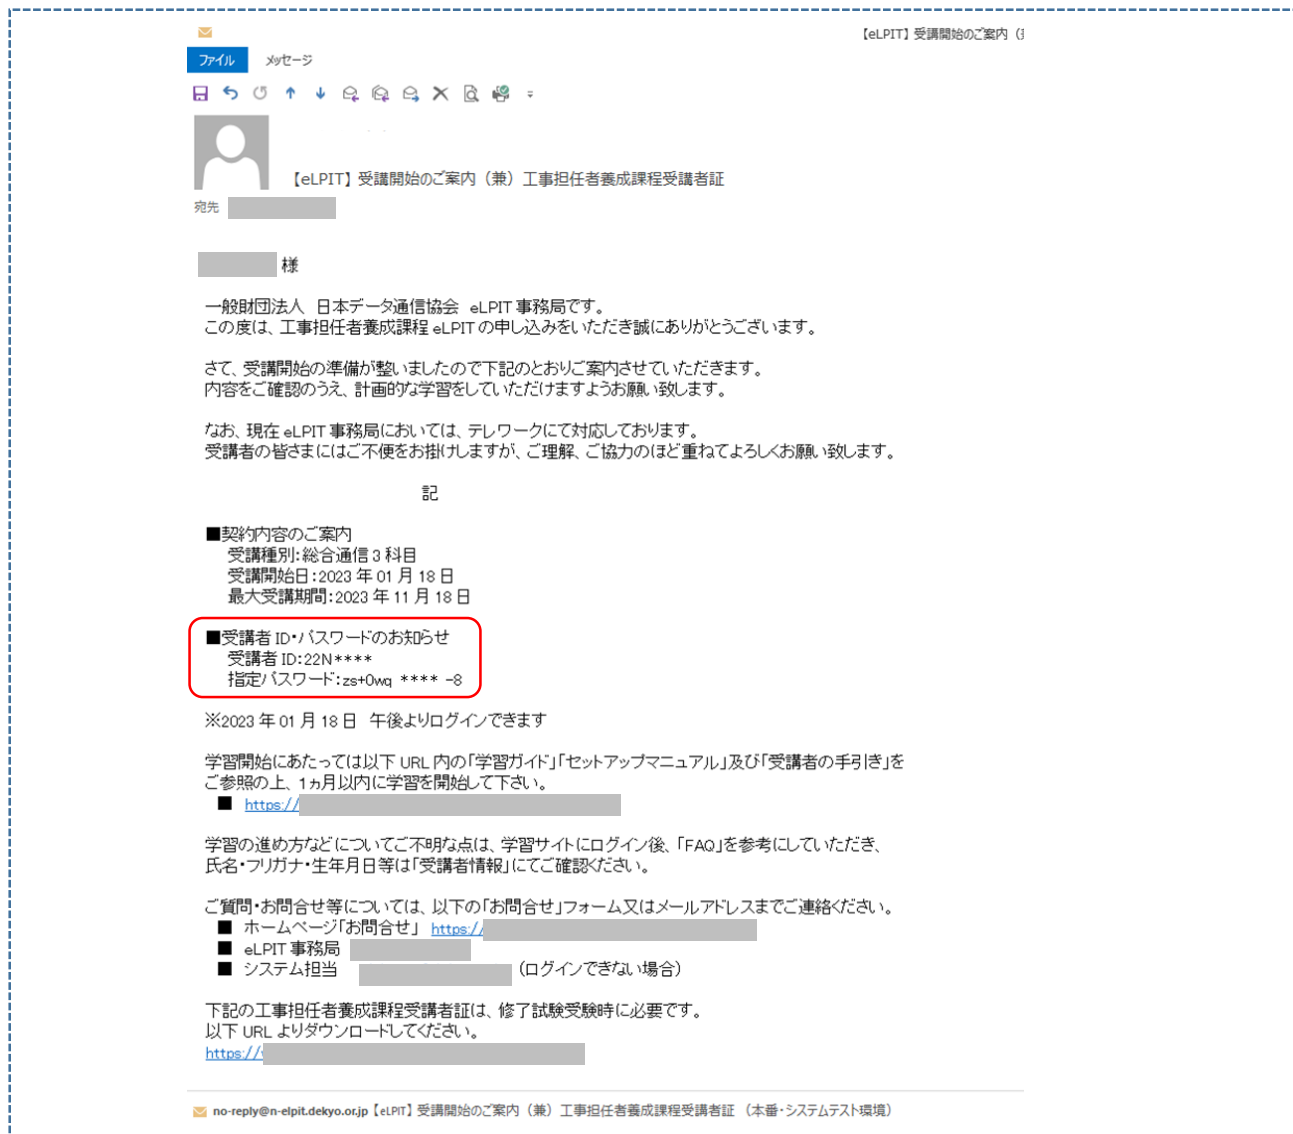 【eLPIT】受講開始のご案内（
ファイル メッセージ
【eLPIT】受講開始のご案内（兼）工事担任者養成課程受講者証
宛先
様
一般財団法人　日本データ通信協会　eLPIT 事務局です。
この度は、工事担任者養成課程 eLPIT の申し込みをいただき誠にありがとうございます。
さて、受講開始の準備が整いましたので下記のとおりご案内させていただきます。
内容をご確認のうえ、計画的な学習をしていただけますようお願い致します。
なお、現在 eLPIT 事務局においては、テレワークにて対応しております。
受講者の皆さまにはご不便をお掛けしますが、ご理解、ご協力のほど重ねてよろしくお願い致します。
記
■契約内容のご案内
受講種別：総合通信 3 科目
受講開始日：2023 年 01 月 18 日
最大受講期間：2023 年 11 月 18 日
■受講者 ID・パスワードのお知らせ
受講者 ID：22N****
指定パスワード：zs+0wq **** -8
※2023 年 01 月 18 日　午後よりログインできます
学習開始にあたっては以下 URL 内の「学習ガイド」「セットアップマニュアル」及び「受講者の手引き」を
ご参照の上、1ヵ月以内に学習を開始して下さい。
■ https://
学習の進め方などについてご不明な点は、学習サイトにログイン後、「FAQ」を参考にしていただき、
氏名・フリガナ・生年月日等は「受講者情報」にてご確認ください。
ご質問・お問合せ等については、以下の「お問合せ」フォーム又はメールアドレスまでご連絡ください。
■ ホームページ「お問合せ」 https://
■ eLPIT 事務局
■ システム担当 （ログインできない場合）
下記の工事担任者養成課程受講者証は、修了試験受験時に必要です。
以下 URL よりダウンロードしてください。
https://
no-reply@n-elpit.dekyo.or.jp【eLPIT】受講開始のご案内（兼）工事担任者養成課程受講者証 （本番・システムテスト環境）